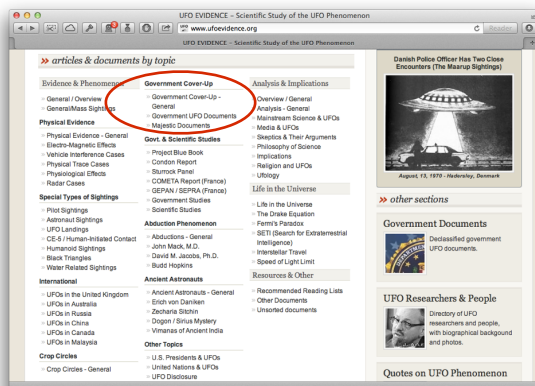 UFO EVIDENCE – Scientific Study of the UFO Phenomenon
www.ufoevidence.org
Reader
UFO EVIDENCE – Scientific Study of the UFO Phenomenon
» articles & documents by topic
Evidence & Phenomenon
General / Overview
General/Mass Sightings
Physical Evidence
Physical Evidence - General
Electro-Magnetic Effects
Vehicle Interference Cases
Physical Trace Cases
Physiological Effects
Radar Cases
Special Types of Sightings
Pilot Sightings
Astronaut Sightings
UFO Landings
CE-5 / Human-Initiated Contact
Humanoid Sightings
Black Triangles
Water Related Sightings
International
UFOs in the United Kingdom
UFOs in Australia
UFOs in Russia
UFOs in China
UFOs in Canada
UFOs in Malaysia
Crop Circles
Crop Circles - General
Government Cover-Up
Government Cover-Up -
General
Government UFO Documents
Majestic Documents
Govt. & Scientific Studies
Project Blue Book
Condon Report
Sturrock Panel
COMETA Report (France)
GEPAN / SEPRA (France)
Government Studies
Scientific Studies
Abduction Phenomenon
Abductions - General
John Mack, M.D.
David M. Jacobs, Ph.D.
Budd Hopkins
Ancient Astronauts
Ancient Astronauts - General
Erich von Daniken
Zecharia Sitchin
Dogon / Sirius Mystery
Vimanas of Ancient India
Other Topics
U.S. Presidents & UFOs
United Nations & UFOs
UFO Disclosure
Analysis & Implications
Overview / General
Analysis - General
Mainstream Science & UFOs
Media & UFOs
Skeptics & Their Arguments
Philosophy of Science
Implications
Religion and UFOs
Ufology
Life in the Universe
Life in the Universe
The Drake Equation
Fermi's Paradox
SETI (Search for Extraterrestrial
Intelligence)
Interstellar Travel
Speed of Light Limit
Resources & Other
Recommended Reading Lists
Other Documents
Unsorted documents
Danish Police Officer Has Two Close
Encounters (The Maarup Sightings)
August, 13, 1970 - Hadersley, Denmark
» other sections
Government Documents
Declassified government
UFO documents.
UFO Researchers & People
Directory of UFO
researchers and people,
with biographical backgound
and photos.
Quotes on UFO Phenomenon